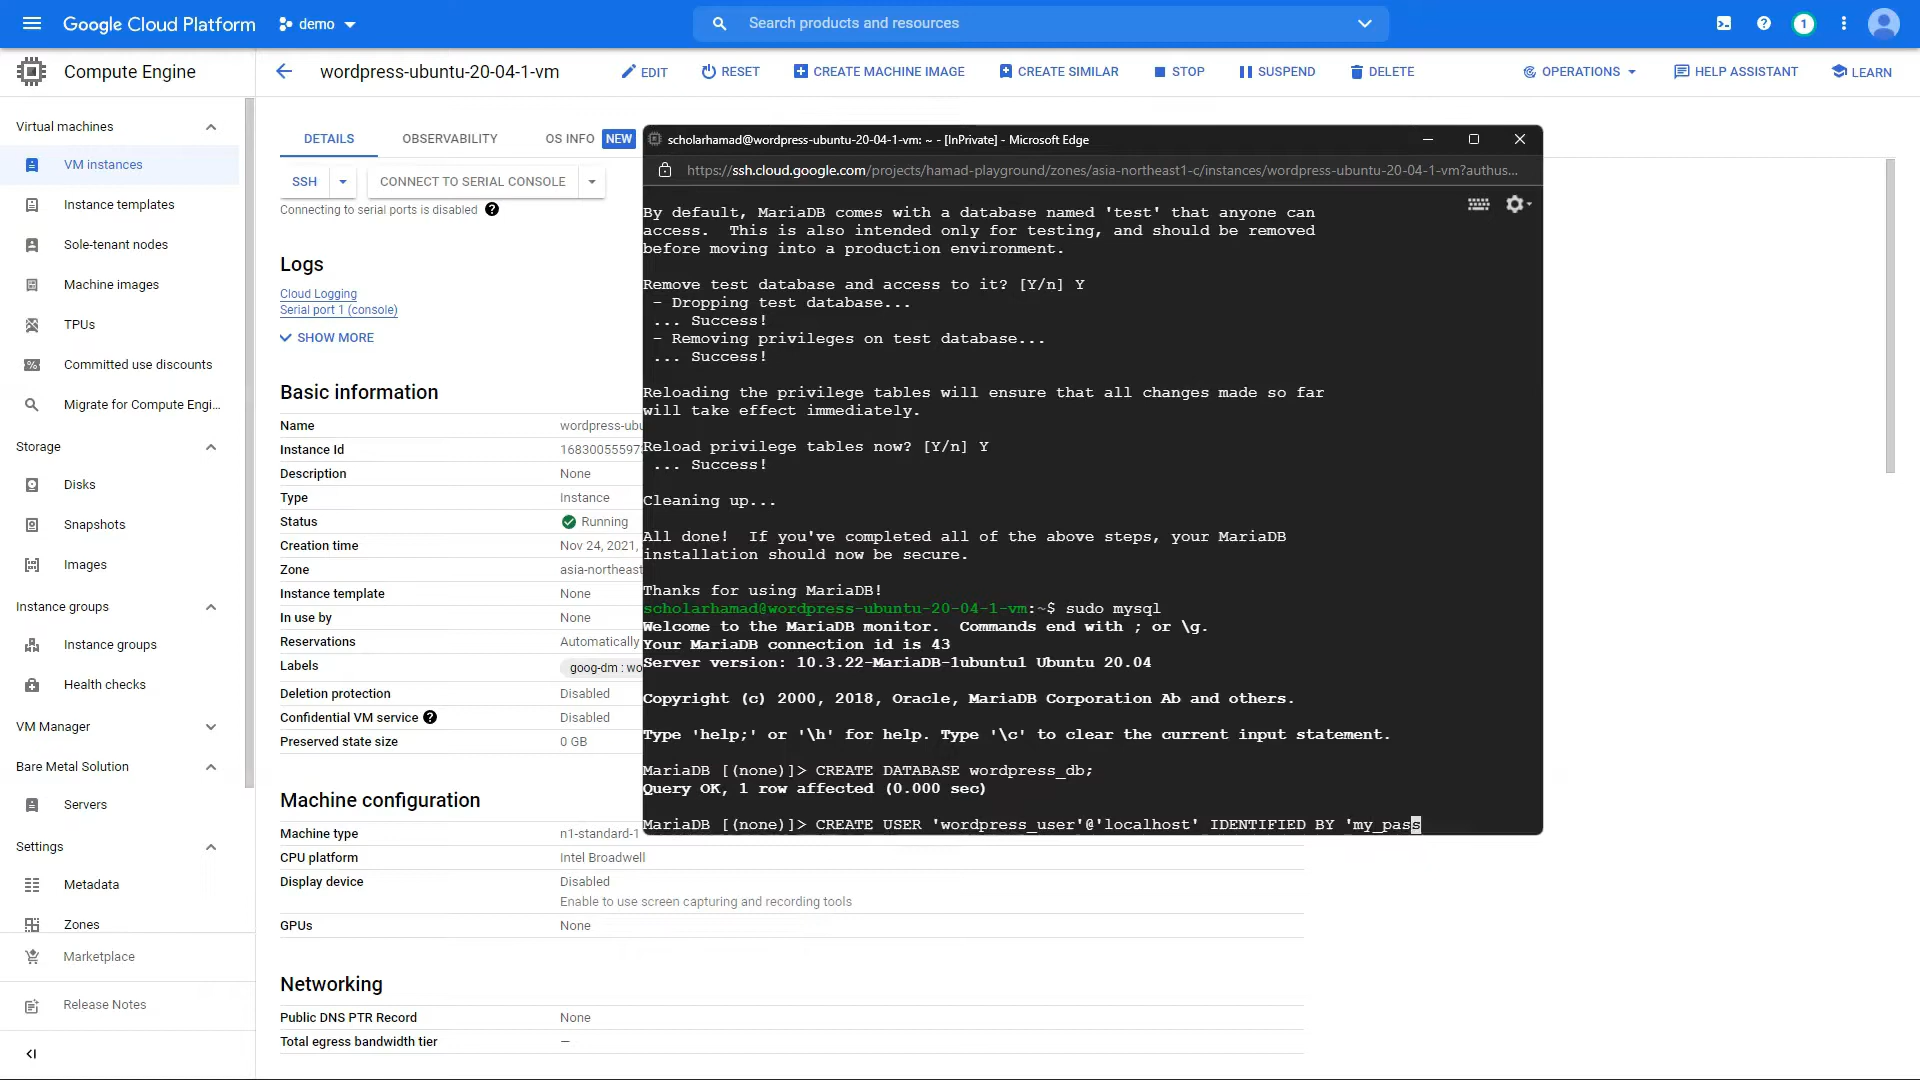 Google Cloud Platform
demo
Search products and resources
1
Compute Engine
wordpress-ubuntu-20-04-1-vm
EDIT
RESET
CREATE MACHINE IMAGE
CREATE SIMILAR
STOP
SUSPEND
DELETE
OPERATIONS
HELP ASSISTANT
LEARN
Virtual machines
VM instances
Instance templates
Sole-tenant nodes
Machine images
TPUs
Committed use discounts
Migrate for Compute Engi...
Storage
Disks
Snapshots
Images
Instance groups
Instance groups
Health checks
VM Manager
Bare Metal Solution
Servers
Settings
Metadata
Zones
Marketplace
Release Notes
DETAILS
OBSERVABILITY
OS INFO NEW
SSH
CONNECT TO SERIAL CONSOLE
Connecting to serial ports is disabled
Logs
Cloud Logging
Serial port 1 (console)
SHOW MORE
Basic information
Name wordpress-ubu
Instance Id 168300555973
Description None
Type Instance
Status Running
Creation time Nov 24, 2021,
Zone asia-northeast
Instance template None
In use by None
Reservations Automatically
Labels goog-dm : wo
Deletion protection Disabled
Confidential VM service Disabled
Preserved state size 0 GB
Machine configuration
Machine type n1-standard-1
CPU platform Intel Broadwell
Display device Disabled
Enable to use screen capturing and recording tools
GPUs None
Networking
Public DNS PTR Record None
Total egress bandwidth tier —
scholarhamad@wordpress-ubuntu-20-04-1-vm: ~ - [InPrivate] - Microsoft Edge
https://ssh.cloud.google.com/projects/hamad-playground/zones/asia-northeast1-c/instances/wordpress-ubuntu-20-04-1-vm?authus...
By default, MariaDB comes with a database named 'test' that anyone can
access.  This is also intended only for testing, and should be removed
before moving into a production environment.
Remove test database and access to it? [Y/n] Y
- Dropping test database...
... Success!
- Removing privileges on test database...
... Success!
Reloading the privilege tables will ensure that all changes made so far
will take effect immediately.
Reload privilege tables now? [Y/n] Y
... Success!
Cleaning up...
All done!  If you've completed all of the above steps, your MariaDB
installation should now be secure.
Thanks for using MariaDB!
scholarhamad@wordpress-ubuntu-20-04-1-vm:~$ sudo mysql
Welcome to the MariaDB monitor.  Commands end with ; or \g.
Your MariaDB connection id is 43
Server version: 10.3.22-MariaDB-1ubuntu1 Ubuntu 20.04
Copyright (c) 2000, 2018, Oracle, MariaDB Corporation Ab and others.
Type 'help;' or '\h' for help. Type '\c' to clear the current input statement.
MariaDB [(none)]> CREATE DATABASE wordpress_db;
Query OK, 1 row affected (0.000 sec)
MariaDB [(none)]> CREATE USER 'wordpress_user'@'localhost' IDENTIFIED BY 'my_pass